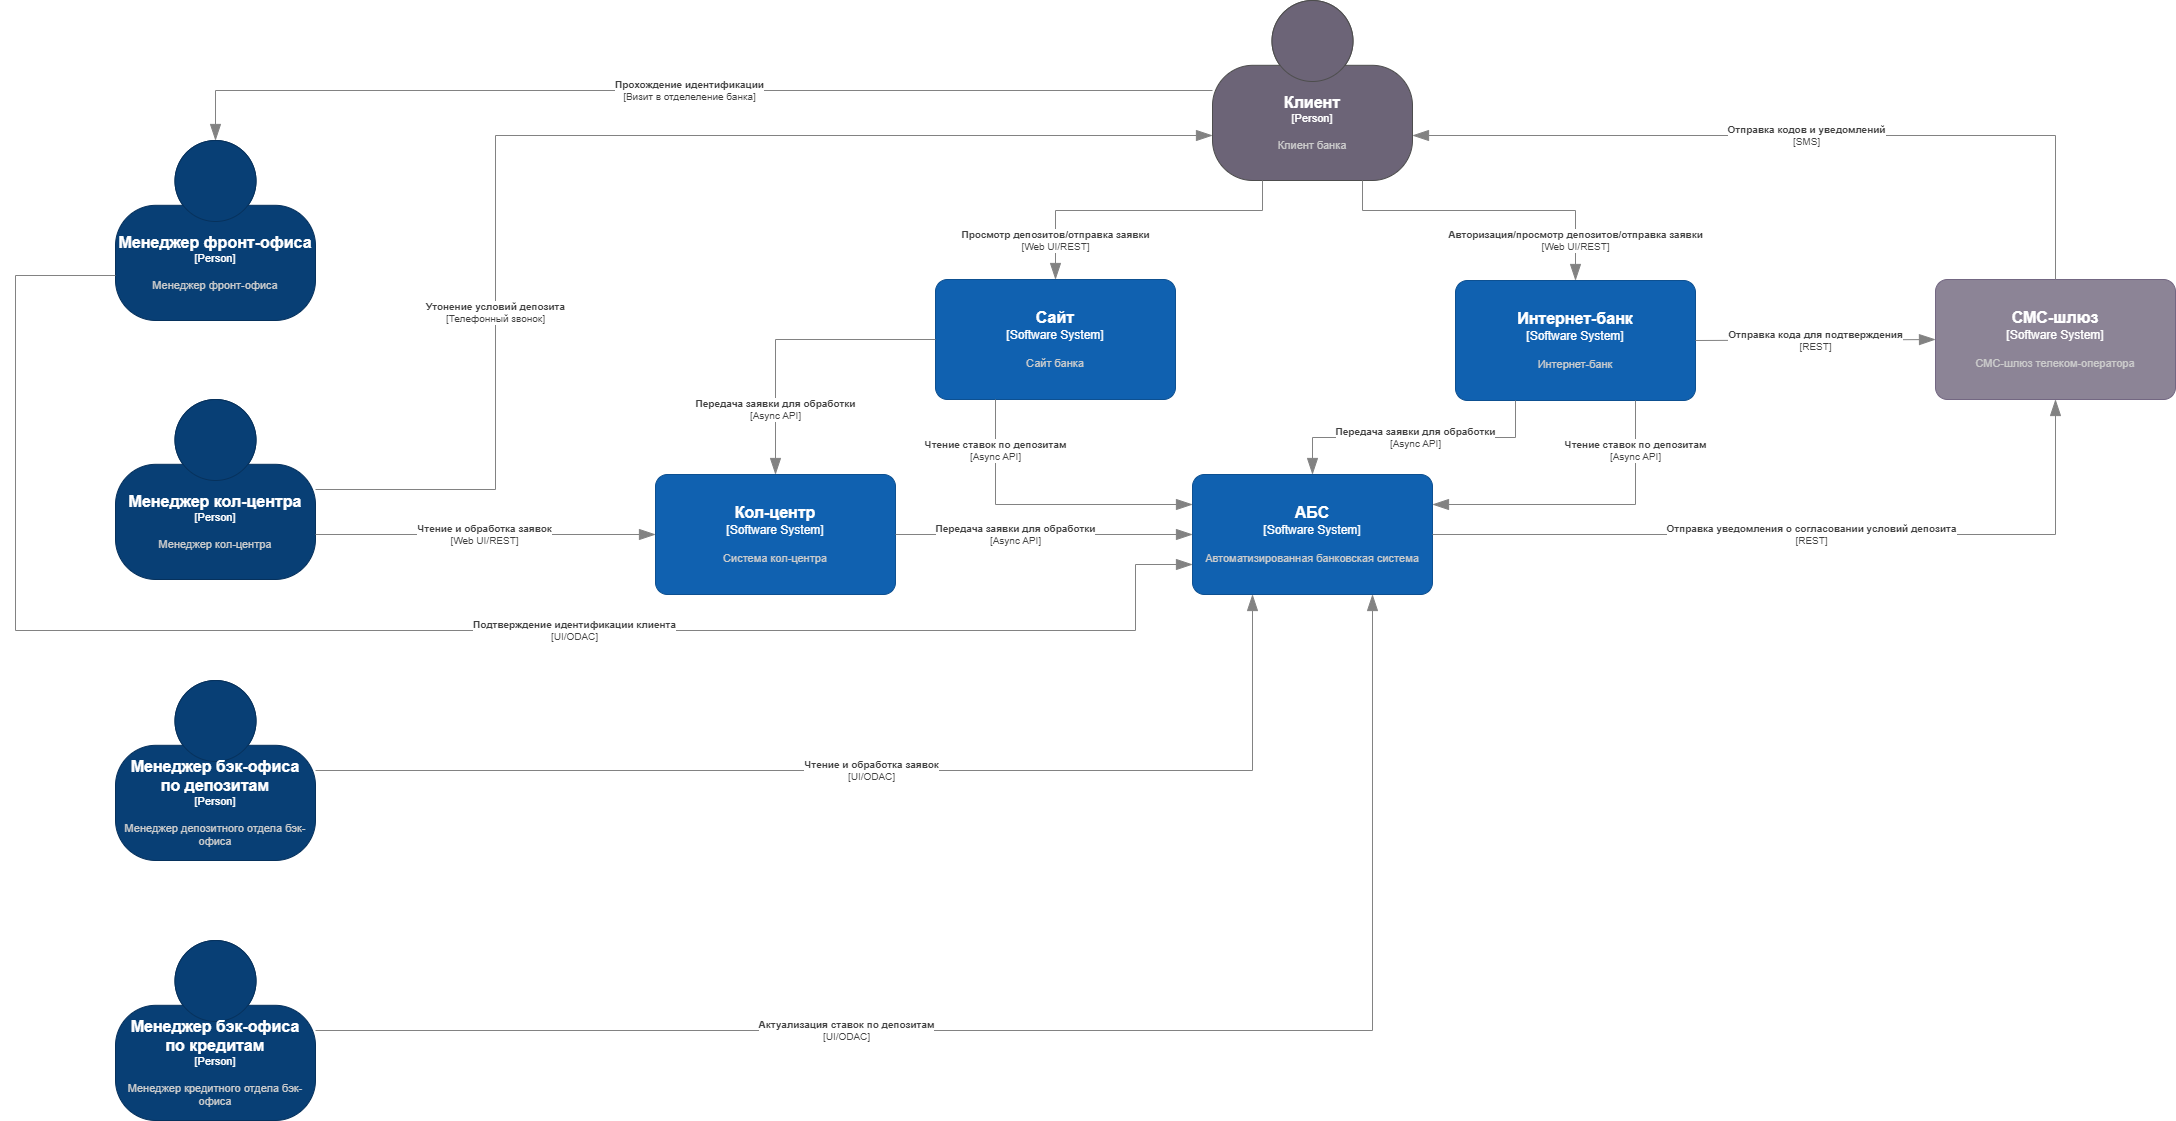 Клиент
[Person]
Клиент банка
Прохождение идентификации
[Визит в отделеление банка]
Отправка кодов и уведомлений
[SMS]
Менеджер фронт-офиса
[Person]
Менеджер фронт-офиса
Просмотр депозитов/отправка заявки
[Web UI/REST]
Авторизация/просмотр депозитов/отправка заявки
[Web UI/REST]
Утонение условий депозита
[Телефонный звонок]
Сайт
[Software System]
Сайт банка
Интернет-банк
[Software System]
Интернет-банк
Отправка кода для подтверждения
[REST]
СМС-шлюз
[Software System]
СМС-шлюз телеком-оператора
Передача заявки для обработки
[Async API]
Чтение ставок по депозитам
[Async API]
Передача заявки для обработки
[Async API]
Чтение ставок по депозитам
[Async API]
Менеджер кол-центра
[Person]
Менеджер кол-центра
Чтение и обработка заявок
[Web UI/REST]
Кол-центр
[Software System]
Система кол-центра
Передача заявки для обработки
[Async API]
АБС
[Software System]
Автоматизированная банковская система
Отправка уведомления о согласовании условий депозита
[REST]
Подтверждение идентификации клиента
[UI/ODAC]
Менеджер бэк-офиса
по депозитам
[Person]
Менеджер депозитного отдела бэк-
офиса
Чтение и обработка заявок
[UI/ODAC]
Менеджер бэк-офиса
по кредитам
[Person]
Менеджер кредитного отдела бэк-
офиса
Актуализация ставок по депозитам
[UI/ODAC]